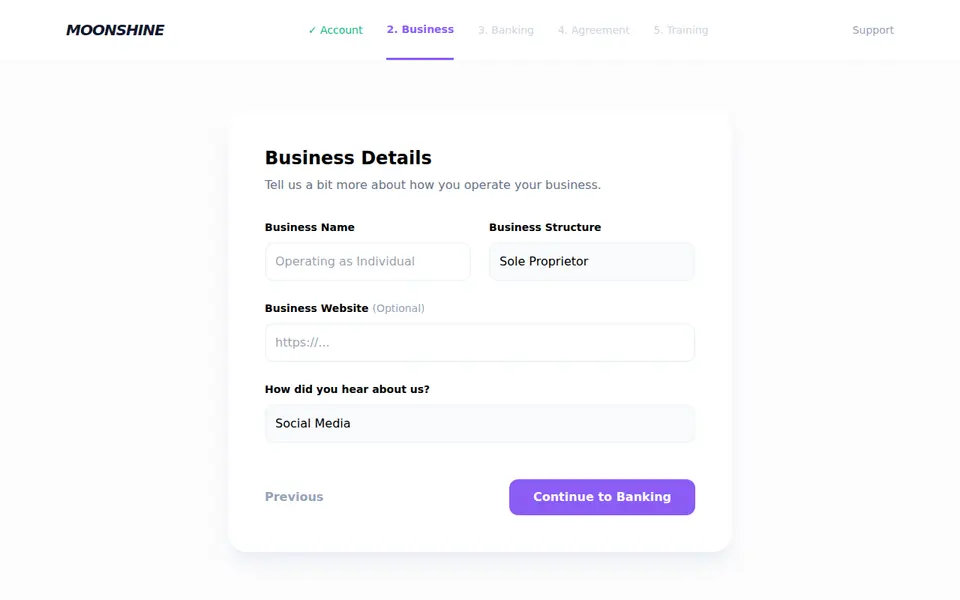 MOONSHINE
✓ Account
2. Business
3. Banking
4. Agreement
5. Training
Support
Business Details
Tell us a bit more about how you operate your business.
Business Name
Business Structure
Operating as Individual
Sole Proprietor
Business Website (Optional)
https://...
How did you hear about us?
Social Media
Previous
Continue to Banking